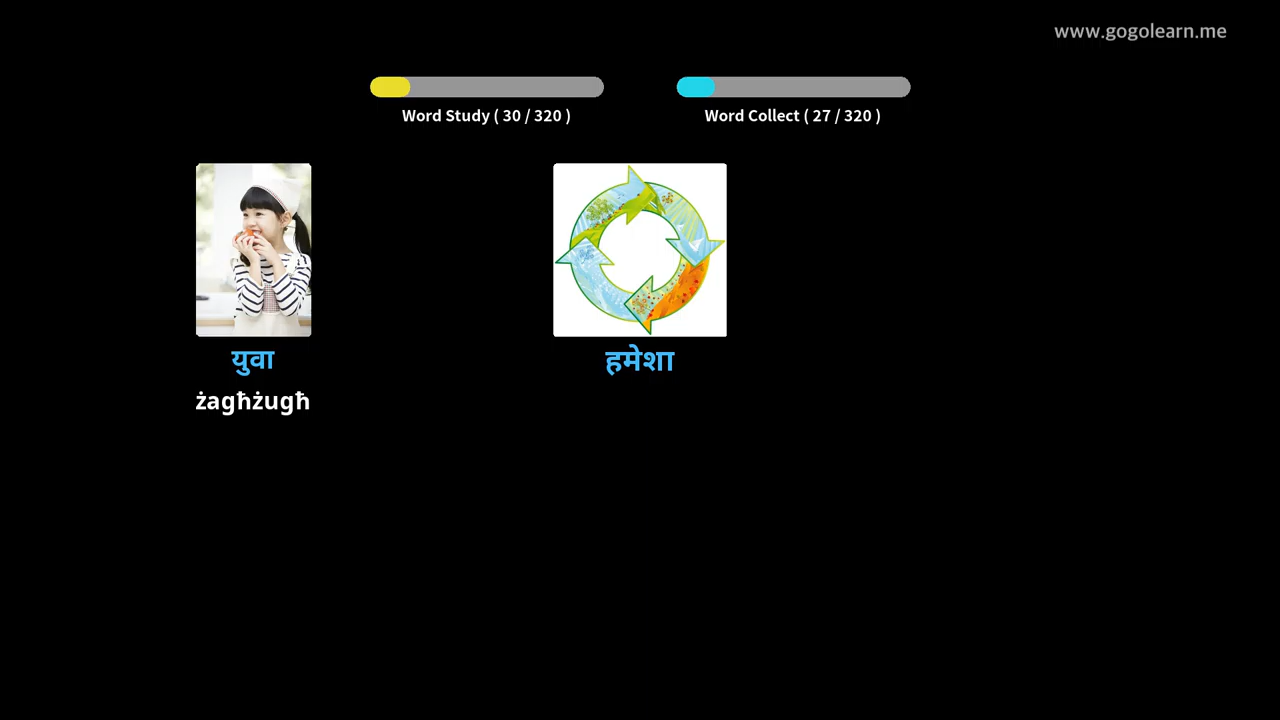 www.gogolearn.me
Word Study ( 30 / 320 )
Word Collect ( 27 / 320 )
युवा
हमेशा
żagħżugħ